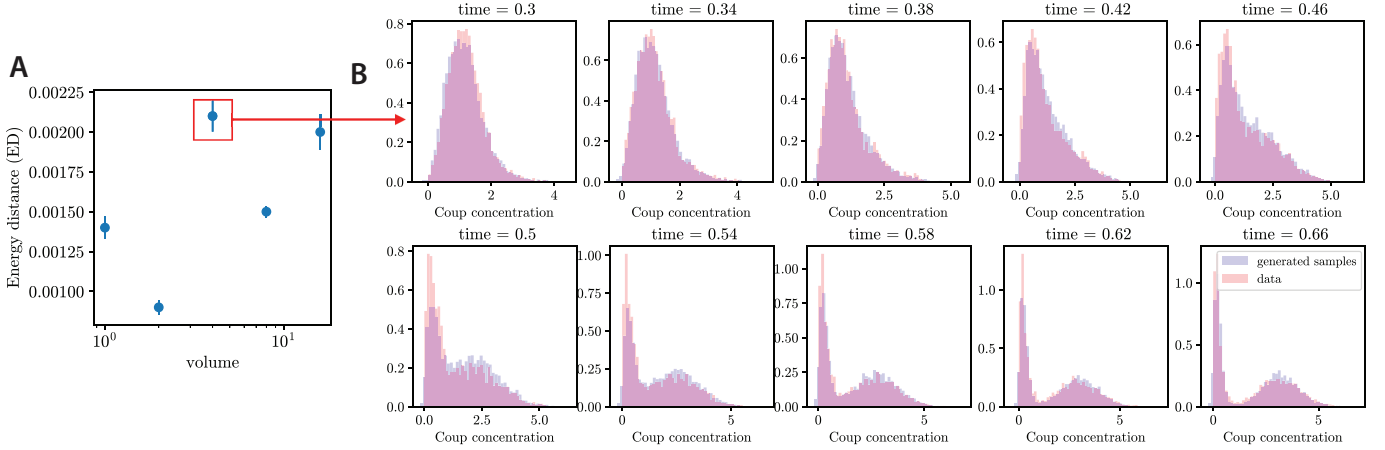 A
0.00225
0.00200
0.00175
0.00150
0.00125
0.00100
Energy distance (ED)
10⁰
10¹
volume
B
time = 0.3
0.8
0.6
0.4
0.2
0.0
0
2
4
Coup concentration
time = 0.34
0.6
0.4
0.2
0.0
0
2
4
Coup concentration
time = 0.38
0.6
0.4
0.2
0.0
0.0
2.5
5.0
Coup concentration
time = 0.42
0.6
0.4
0.2
0.0
0.0
2.5
5.0
Coup concentration
time = 0.46
0.6
0.4
0.2
0.0
0.0
2.5
5.0
Coup concentration
time = 0.5
0.8
0.6
0.4
0.2
0.0
0.0
2.5
5.0
Coup concentration
time = 0.54
1.00
0.75
0.50
0.25
0.00
0
5
Coup concentration
time = 0.58
1.00
0.75
0.50
0.25
0.00
0
5
Coup concentration
time = 0.62
1.0
0.5
0.0
0
5
Coup concentration
time = 0.66
generated samples
data
1.0
0.5
0.0
0
5
Coup concentration